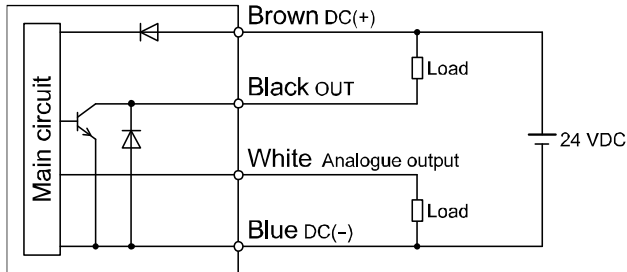 Brown DC(+)
Load
Black OUT
Main circuit
24 VDC
White Analogue output
Load
Blue DC(−)